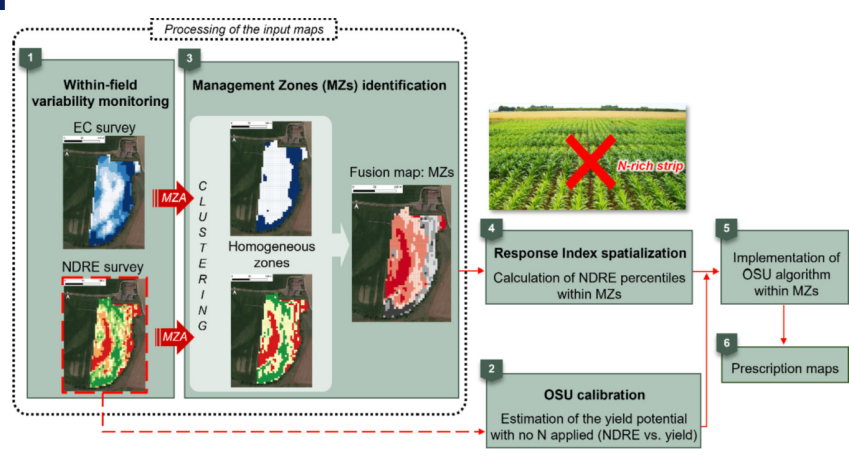 Processing of the input maps
1
Within-field
variability monitoring
EC survey
NDRE survey
MZA
MZA
3
Management Zones (MZs) identification
CLUSTERING
Homogeneous
zones
Fusion map: MZs
N-rich strip
4
Response Index spatialization
Calculation of NDRE percentiles
within MZs
5
Implementation of
OSU algorithm
within MZs
6
Prescription maps
2
OSU calibration
Estimation of the yield potential
with no N applied (NDRE vs. yield)